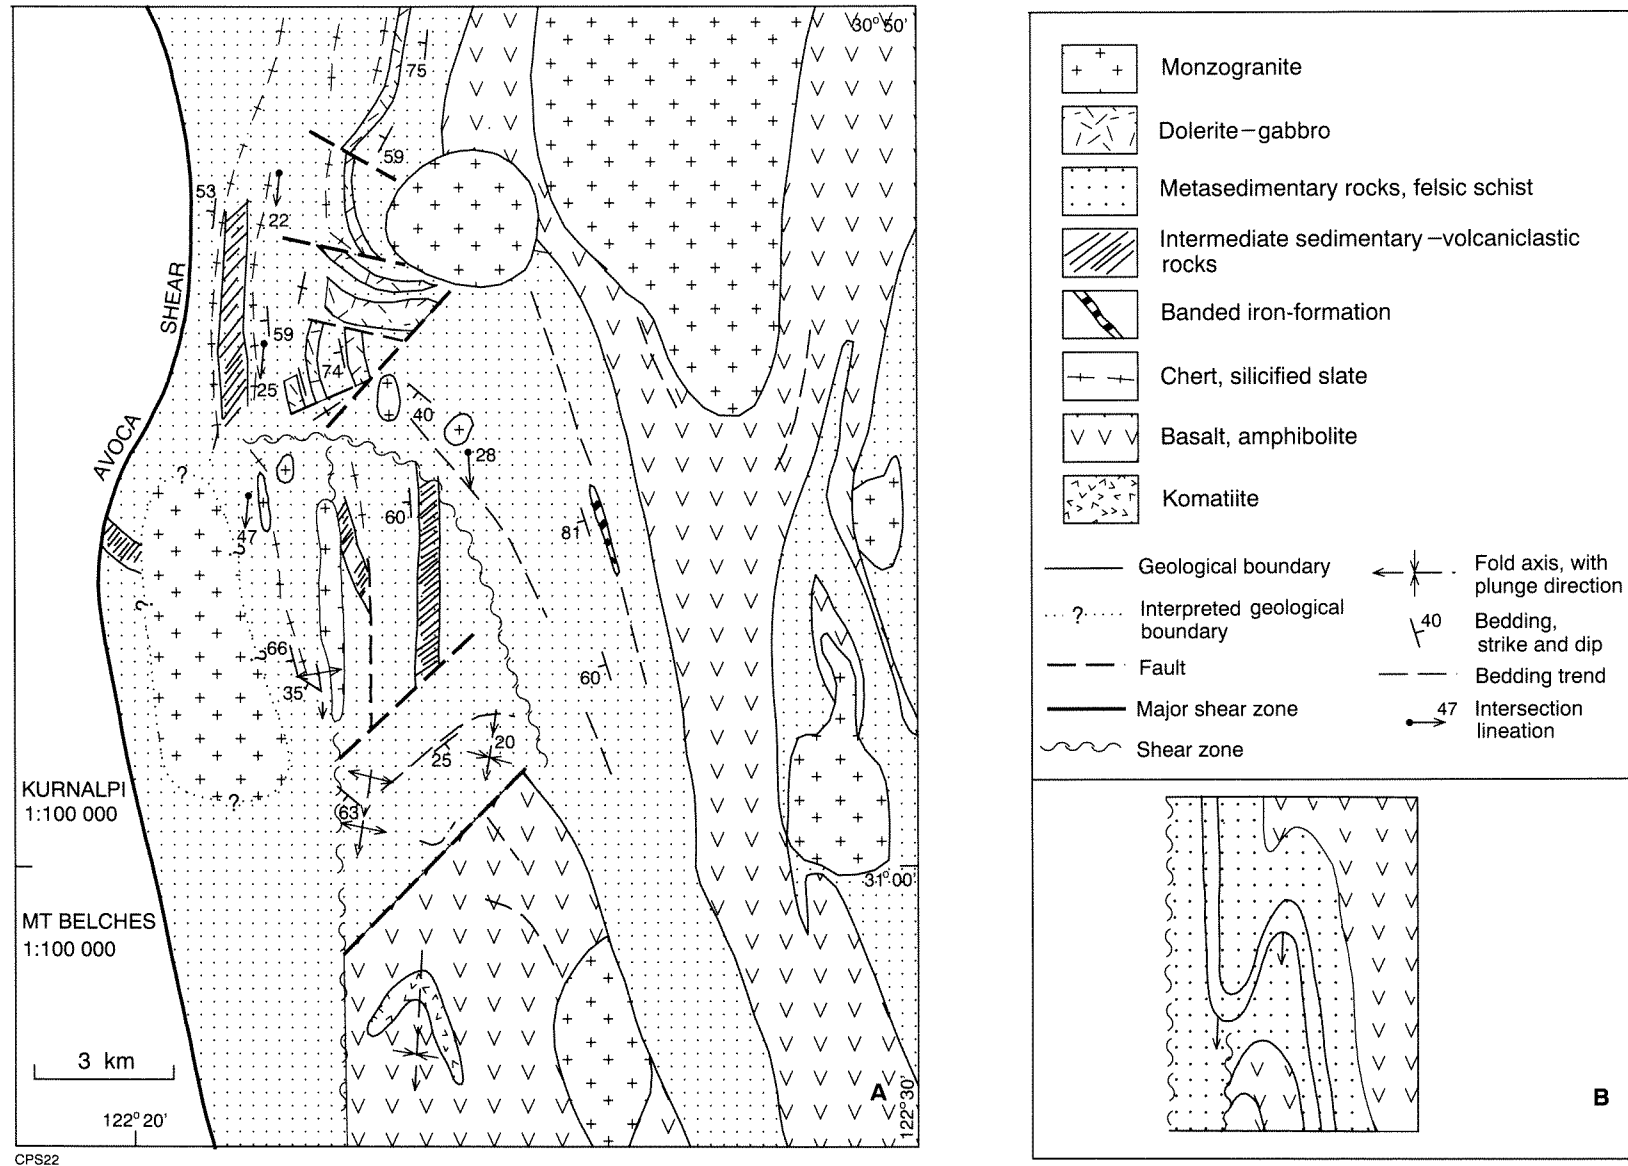 30° 50'
75
59
53
22
SHEAR
59
25
74
40
28
AVOCA
?
47
60
81
?
66
35
60
25
20
KURNALPI
1:100 000
?
63
31° 00'
MT BELCHES
1:100 000
3 km
122° 20'
122° 30'
A
CPS22
Monzogranite
Dolerite–gabbro
Metasedimentary rocks, felsic schist
Intermediate sedimentary–volcaniclastic
rocks
Banded iron-formation
Chert, silicified slate
Basalt, amphibolite
Komatiite
Geological boundary
? Interpreted geological
boundary
Fault
Major shear zone
Shear zone
Fold axis, with
plunge direction
40 Bedding,
strike and dip
Bedding trend
47 Intersection
lineation
B